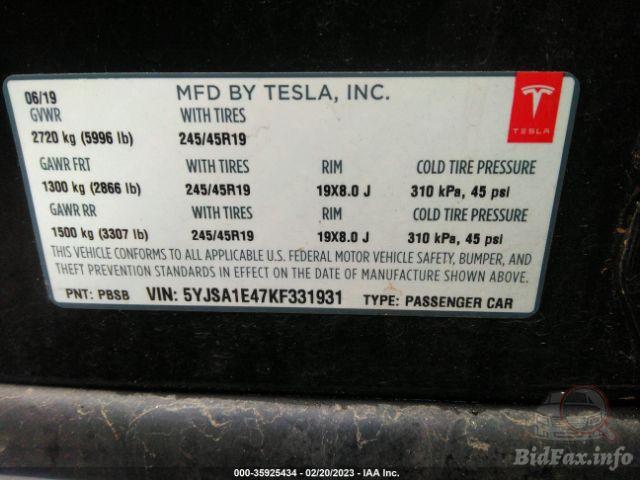 06/19 MFD BY TESLA, INC.
GVWR WITH TIRES
2720 kg (5996 lb) 245/45R19
TESLA
GAWR FRT WITH TIRES RIM COLD TIRE PRESSURE
1300 kg (2866 lb) 245/45R19 19X8.0 J 310 kPa, 45 psi
GAWR RR WITH TIRES RIM COLD TIRE PRESSURE
1500 kg (3307 lb) 245/45R19 19X8.0 J 310 kPa, 45 psi
THIS VEHICLE CONFORMS TO ALL APPLICABLE U.S. FEDERAL MOTOR VEHICLE SAFETY, BUMPER, AND
THEFT PREVENTION STANDARDS IN EFFECT ON THE DATE OF MANUFACTURE SHOWN ABOVE.
PNT: PBSB VIN: 5YJSA1E47KF331931 TYPE: PASSENGER CAR
BidFax.info
000-35925434 - 02/20/2023 - IAA Inc.